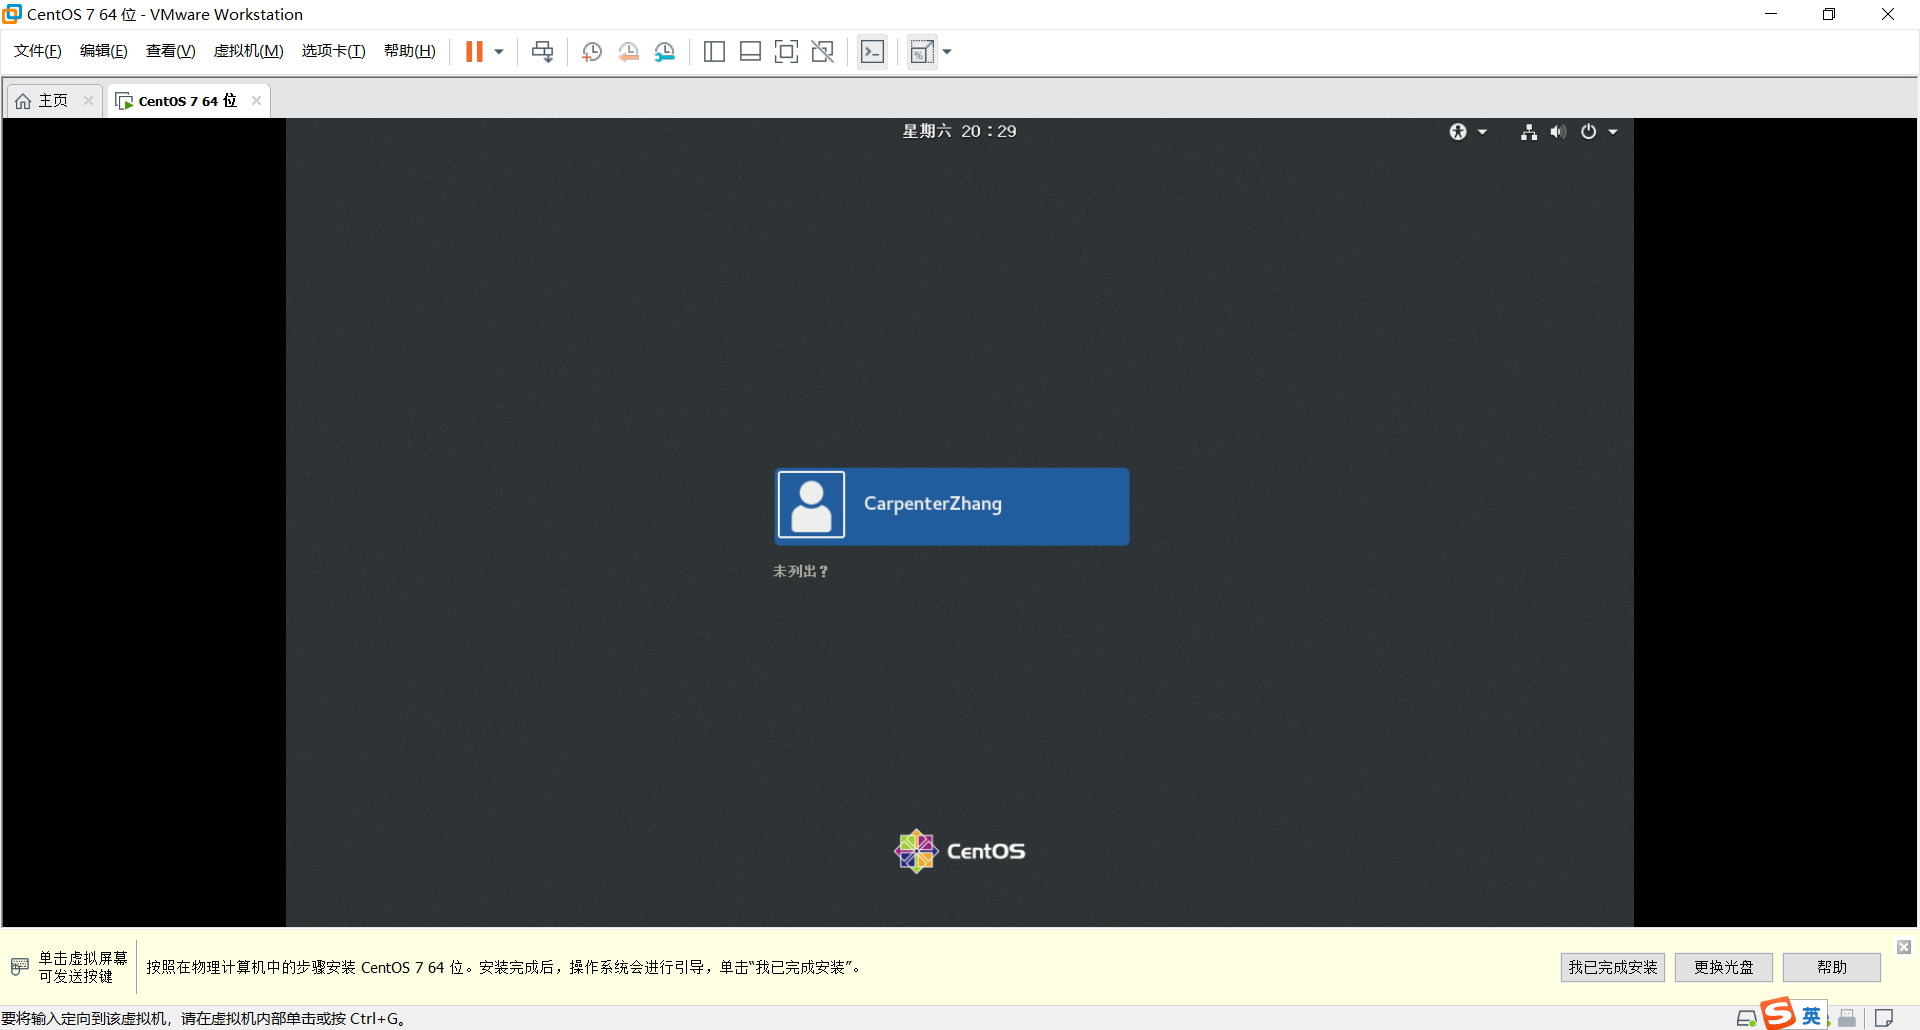 CentOS 7 64 位 - VMware Workstation
文件(F) 编辑(E) 查看(V) 虚拟机(M) 选项卡(T) 帮助(H)
主页 CentOS 7 64 位
星期六 20：29
CarpenterZhang
未列出？
CentOS
单击虚拟屏幕
可发送按键
按照在物理计算机中的步骤安装 CentOS 7 64 位。安装完成后，操作系统会进行引导，单击“我已完成安装”。
我已完成安装 更换光盘 帮助
要将输入定向到该虚拟机，请在虚拟机内部单击或按 Ctrl+G。
英